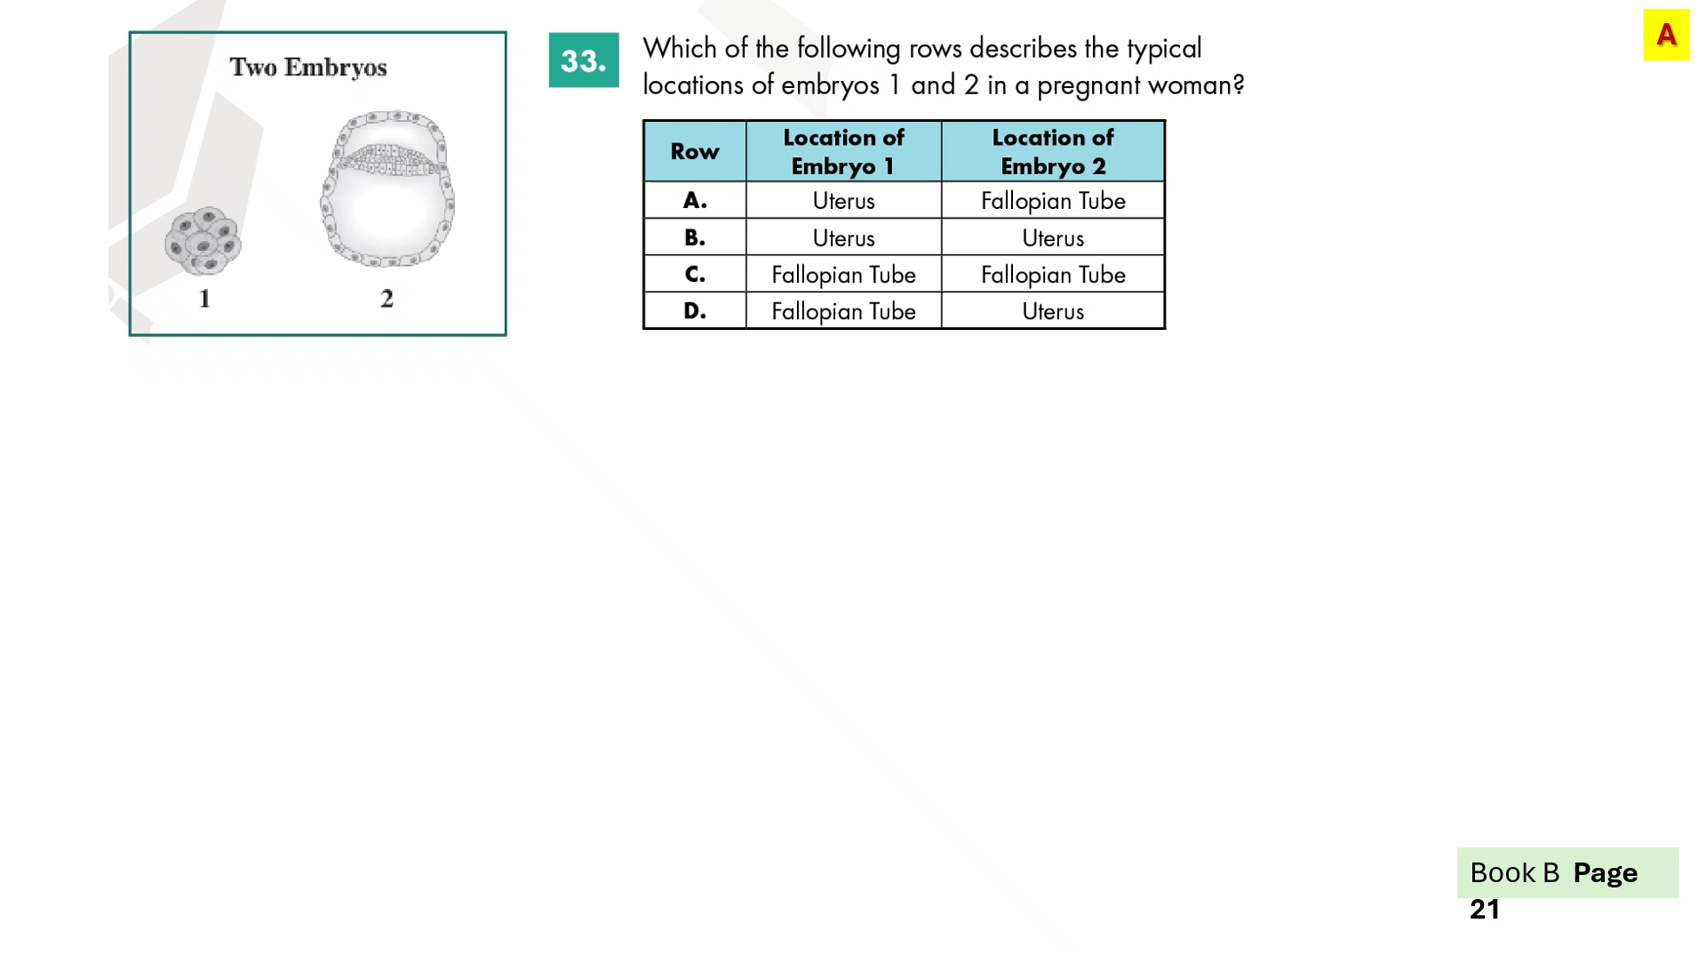 A
Two Embryos
1
2
33.
Which of the following rows describes the typical
locations of embryos 1 and 2 in a pregnant woman?
Row Location of Embryo 1 Location of Embryo 2
A. Uterus Fallopian Tube
B. Uterus Uterus
C. Fallopian Tube Fallopian Tube
D. Fallopian Tube Uterus
Book B Page
21